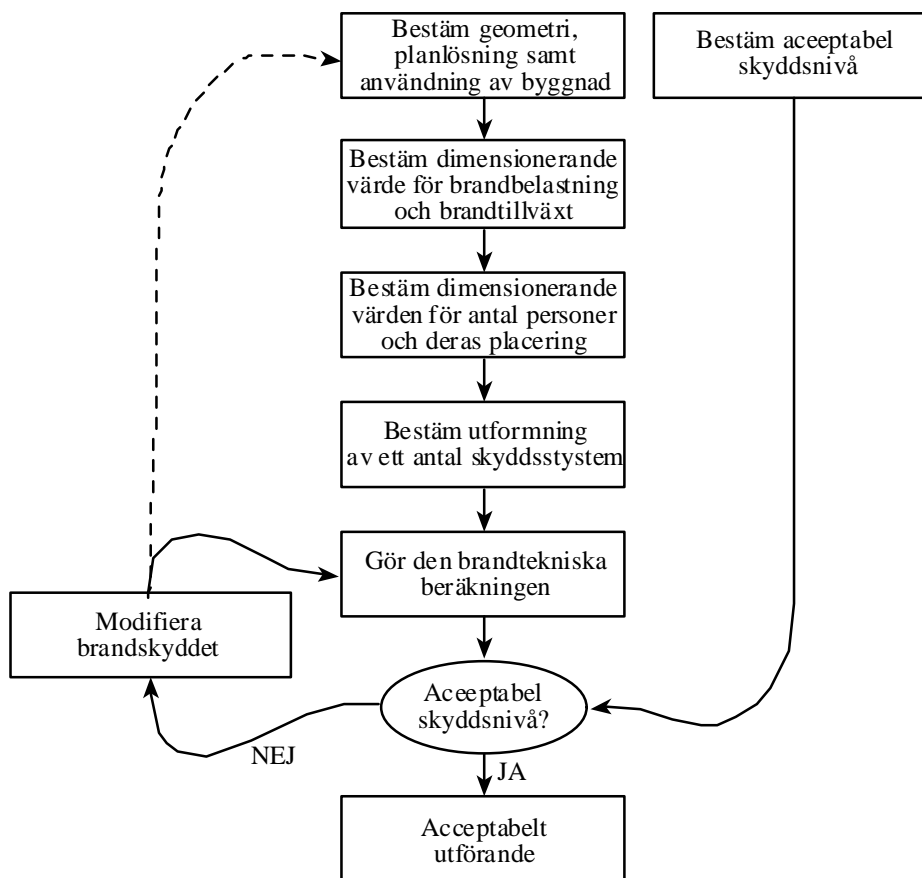 Bestäm geometri,
planlösning samt
användning av byggnad
Bestäm aceeptabel
skyddsnivå
Bestäm dimensionerande
värde för brandbelastning
och brandtillväxt
Bestäm dimensionerande
värden för antal personer
och deras placering
Bestäm utformning
av ett antal skyddsstystem
Gör den brandtekniska
beräkningen
Modifiera
brandskyddet
Aceeptabel
skyddsnivå?
NEJ
JA
Acceptabelt
utförande